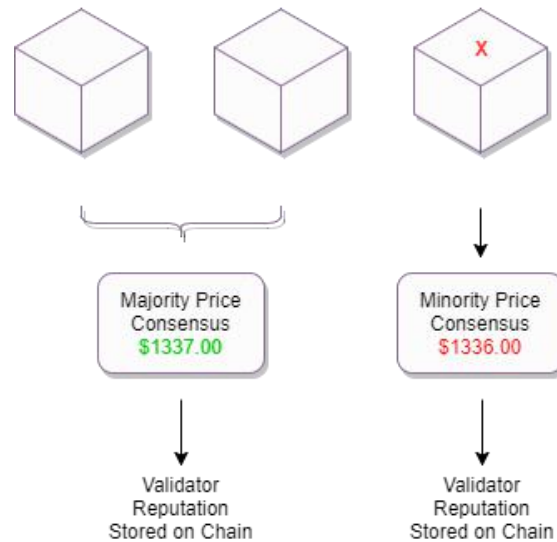 X
Majority Price
Consensus
$1337.00
Minority Price
Consensus
$1336.00
Validator
Reputation
Stored on Chain
Validator
Reputation
Stored on Chain